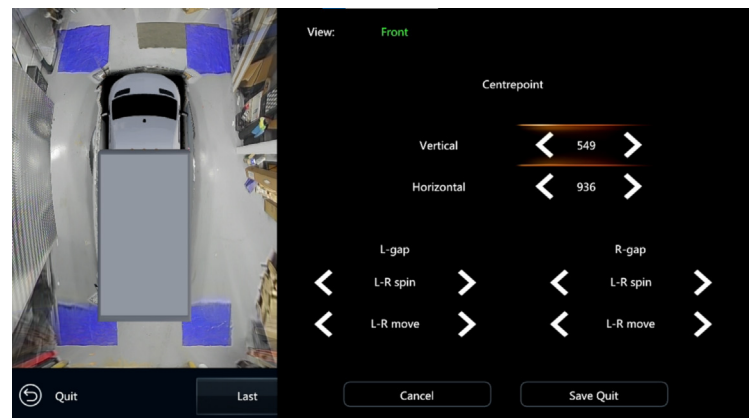 View: Front
Centrepoint
Vertical 549
Horizontal 936
L-gap R-gap
L-R spin L-R spin
L-R move L-R move
Quit Last Cancel Save Quit